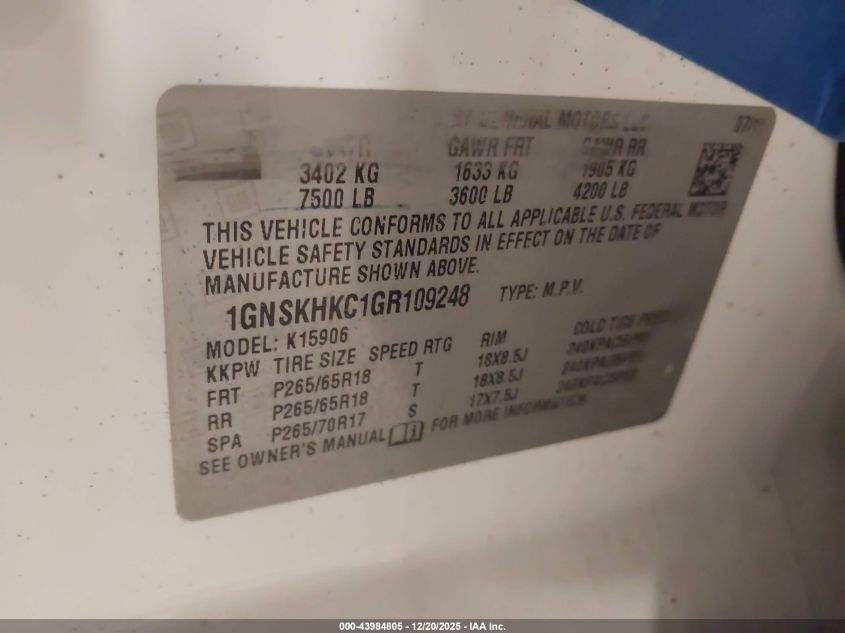 GENERAL MOTORS LLC
GVWR GAWR FRT GAWR RR
3402 KG 1633 KG 1905 KG
7500 LB 3600 LB 4200 LB
THIS VEHICLE CONFORMS TO ALL APPLICABLE U.S. FEDERAL MOTOR
VEHICLE SAFETY STANDARDS IN EFFECT ON THE DATE OF
MANUFACTURE SHOWN ABOVE.
1GNSKHKC1GR109248 TYPE: M.P.V.
MODEL: K15906
KKPW TIRE SIZE SPEED RTG RIM COLD TIRE
FRT P265/65R18 T 18X8.5J
RR P265/65R18 T 18X8.5J
SPA P265/70R17 S 17X7.5J
SEE OWNER'S MANUAL FOR MORE INFORMATION.
000-43984805 - 12/20/2025 - IAA Inc.